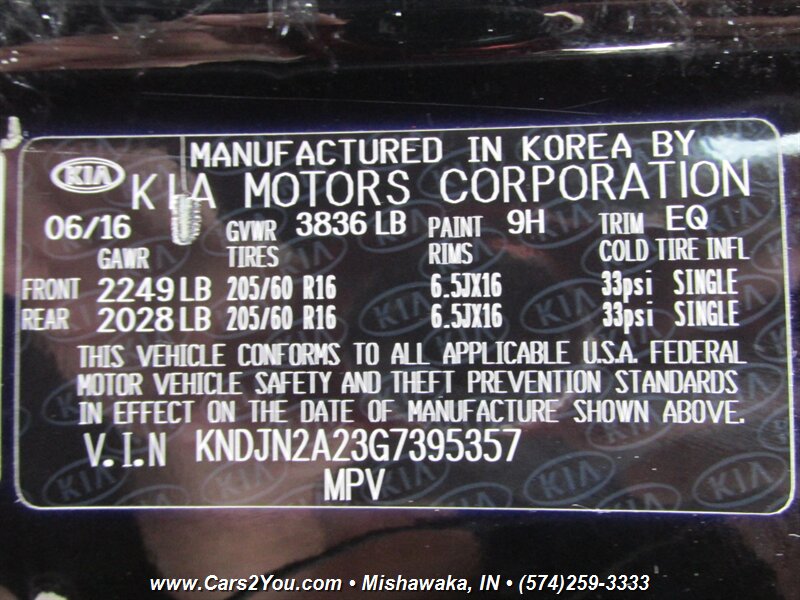 MANUFACTURED IN KOREA BY
KIA KIA MOTORS CORPORATION
06/16 GVWR 3836 LB PAINT 9H TRIM EQ
GAWR TIRES RIMS COLD TIRE INFL
FRONT 2249 LB 205/60 R16 6.5JX16 33psi SINGLE
REAR 2028 LB 205/60 R16 6.5JX16 33psi SINGLE
THIS VEHICLE CONFORMS TO ALL APPLICABLE U.S.A. FEDERAL
MOTOR VEHICLE SAFETY AND THEFT PREVENTION STANDARDS
IN EFFECT ON THE DATE OF MANUFACTURE SHOWN ABOVE.
V.I.N KNDJN2A23G7395357
MPV
www.Cars2You.com • Mishawaka, IN • (574)259-3333